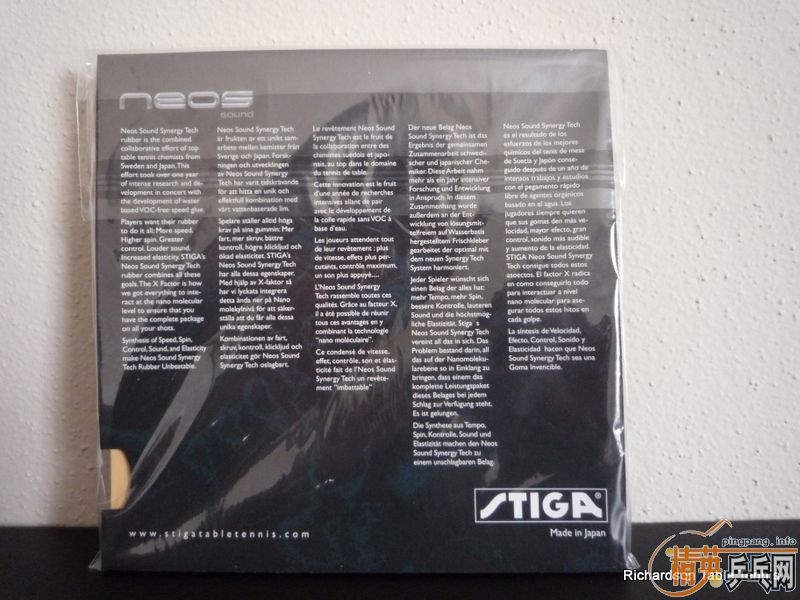 neos
sound
Neos Sound Synergy Tech
rubber is the combined
collaborative effort of top
table tennis chemists from
Sweden and Japan. This
effort took over one year
of intense research and de-
velopment in concert with
the development of water
based VOC-free speed glue.
Players want their rubber
to do it all: More speed.
Higher spin. Greater
control. Louder sound.
Increased elasticity. STIGA's
Neos Sound Synergy Tech
rubber combines all these
goals. The X Factor is how
we got everything to inte-
ract at the nano molecular
level to ensure that you
have the complete package
on all your shots.
Synthesis of Speed, Spin,
Control, Sound, and Elasticity
make Neos Sound Synergy
Tech Rubber Unbeatable.
Neos Sound Synergy Tech
är frukten av ett unikt sam-
arbete mellan kemister från
Sverige och Japan. Forsk-
ningen och utvecklingen
av Neos Sound Synergy
Tech har varit tidskrävande
för att hitta en unik och
effektfull kombination med
vårt vattenbaserade lim.
Spelare ställer alltid höga
krav på sina gummin: Mer
fart, mer skruv, bättre
kontroll, högre klickljud och
ökad elasticitet. STIGA's
Neos Sound Synergy Tech
har alla dessa egenskaper.
Med hjälp av X-faktor så
har vi lyckats integrera
detta ända ner på Nano
molekylnivå för att säker-
ställa att du får alla dessa
unika egenskaper.
Kombinationen av fart,
skruv, kontroll, klickljud och
elasticitet gör Neos Sound
Synergy Tech oslagbart.
Le revêtement Neos Sound
Synergy Tech est le fruit de
la collaboration entre des
chimistes suédois et japo-
nais, au top dans le domaine
du tennis de table.
Cette innovation est le fruit
d'une année de recherches
intensives allant de pair
avec le développement de
la colle rapide sans VOC à
base d'eau.
Les joueurs attendent tout
de leur revêtement : plus
de vitesse, effets plus per-
cutants, contrôle maximum,
un son plus appuyé....
L'Neos Sound Synergy
Tech rassemble toutes ces
qualités. Grâce au facteur X,
il a été possible de réunir
tous ces avantages en y
combinant la technologie
"nano moléculaire".
Ce condensé de vitesse,
effet, contrôle, son et élas-
ticité fait de l'Neos Sound
Synergy Tech un revête-
ment "imbattable"
Der neue Belag Neos
Sound Synergy Tech ist das
Ergebnis der gemeinsamen
Zusammenarbeit schwedi-
scher und japanischer Che-
miker. Diese Arbeit nahm
mehr als ein Jahr intensiver
Forschung und Entwicklung
in Anspruch. In diesem
Zusammenhang wurde
außerdem an der Ent-
wicklung von lösungsmit-
telfreiem auf Wasserbasis
hergestelltem Frischkleber
gearbeitet der optimal mit
dem neuen Synergy Tech
System harmoniert.
Jeder Spieler wünscht sich
einen Belag der alles hat:
mehr Tempo, mehr Spin,
bessere Kontrolle, lauteren
Sound und die höchstmög-
liche Elastizität. Stiga s
Neos Sound Synergy Tech
vereint all das in sich. Das
Problem bestand darin, all
das auf der Nanomoleku-
larebene so in Einklang zu
bringen, dass einem das
komplette Leistungspaket
dieses Belages bei jedem
Schlag zur Verfügung steht.
Es ist gelungen.
Die Synthese aus Tempo,
Spin, Kontrolle, Sound und
Elastizität machen den Neos
Sound Synergy Tech zu
einem unschlagbaren Belag.
Neos Sound Synergy Tech
es el resultado de los
esfuerzos de los mejores
químicos del tenis de mesa
de Suecia y Japón conse-
guido después de un año de
intensos trabajos y estudios
con el pegamento rápido
libre de agentes orgánicos
basado en el agua. Los
jugadores siempre quieren
que sus gomas den más ve-
locidad, mayor efecto, gran
control, sonido más audible
y aumento de la elasticidad.
STIGA Neos Sound Synergy
Tech consigue todos estos
aspectos. El factor X radica
en como conseguirlo todo
para interactuar a nivel
nano molecular para ase-
gurar todos estos hitos en
cada golpe.
La síntesis de Velocidad,
Efecto, Control, Sonido y
Elasticidad hacen que Neos
Sound Synergy Tech sea una
Goma Invencible.
STIGA®
www.stigatabletennis.com
Made in Japan
pingpang.info
精英乒乓网
Richardson Table